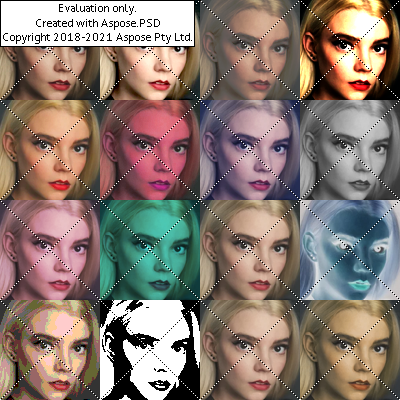 Evaluation only.
Created with Aspose.PSD
Copyright 2018-2021 Aspose Pty Ltd.